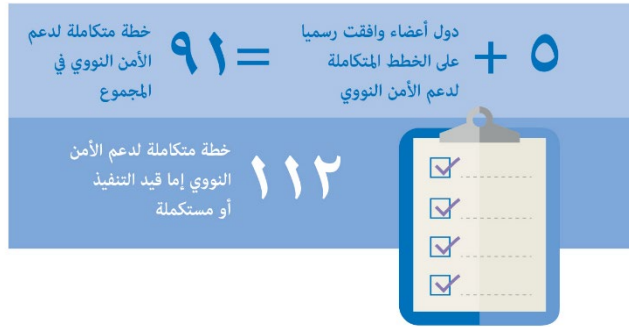 ٥ +
دول أعضاء وافقت رسميا
على الخطط المتكاملة
لدعم الأمن النووي
= ٩١
خطة متكاملة لدعم
الأمن النووي في
المجموع
١١٢
خطة متكاملة لدعم الأمن
النووي إما قيد التنفيذ
أو مستكملة